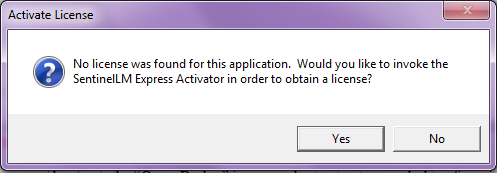 Activate License
No license was found for this application. Would you like to invoke the
SentinelLM Express Activator in order to obtain a license?
Yes
No